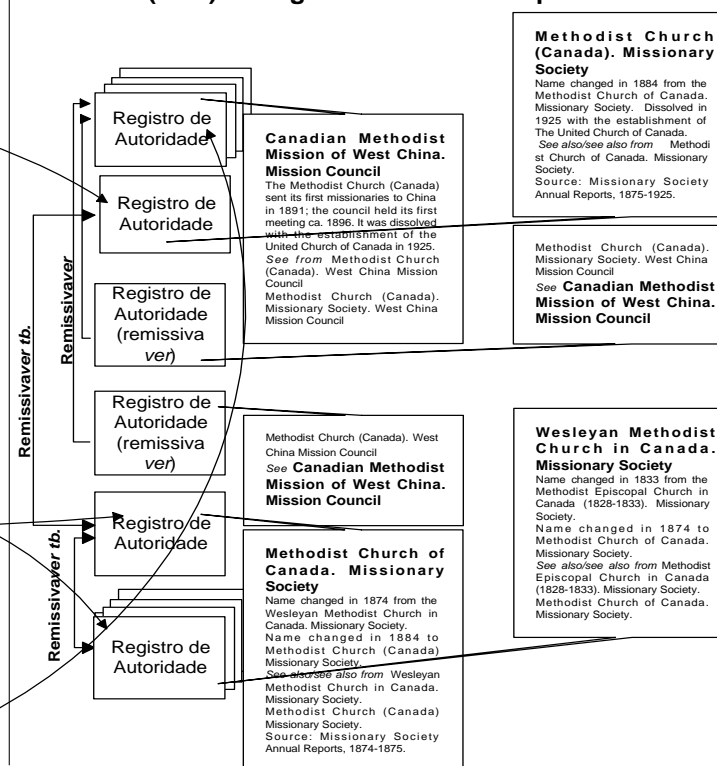 Methodist Church
(Canada). Missionary
Society
Name changed in 1884 from the
Methodist Church of Canada.
Missionary Society. Dissolved in
1925 with the establishment of
The United Church of Canada.
See also/see also from Methodi
st Church of Canada. Missionary
Society.
Source: Missionary Society
Annual Reports, 1875-1925.
Registro de
Autoridade
Canadian Methodist
Mission of West China.
Mission Council
The Methodist Church (Canada)
sent its first missionaries to China
in 1891; the council held its first
meeting ca. 1896. It was dissolved
with the establishment of the
United Church of Canada in 1925.
See from Methodist Church
(Canada). West China Mission
Council
Methodist Church (Canada).
Missionary Society. West China
Mission Council
Registro de
Autoridade
Methodist Church (Canada).
Missionary Society. West China
Mission Council
See Canadian Methodist
Mission of West China.
Mission Council
Registro de
Autoridade
(remissiva
ver)
Remissivaver
Remissivaver tb.
Registro de
Autoridade
(remissiva
ver)
Methodist Church (Canada). West
China Mission Council
See Canadian Methodist
Mission of West China.
Mission Council
Wesleyan Methodist
Church in Canada.
Missionary Society
Name changed in 1833 from the
Methodist Episcopal Church in
Canada (1828-1833). Missionary
Society.
Name changed in 1874 to
Methodist Church of Canada.
Missionary Society.
See also/see also from Methodist
Episcopal Church in Canada
(1828-1833). Missionary Society.
Methodist Church of Canada.
Missionary Society.
Registro de
Autoridade
Remissivaver tb.
Methodist Church of
Canada. Missionary
Society
Name changed in 1874 from the
Wesleyan Methodist Church in
Canada. Missionary Society.
Name changed in 1884 to
Methodist Church (Canada)
Missionary Society.
See also/see also from Wesleyan
Methodist Church in Canada.
Missionary Society.
Methodist Church (Canada)
Missionary Society.
Source: Missionary Society
Annual Reports, 1874-1875.
Registro de
Autoridade